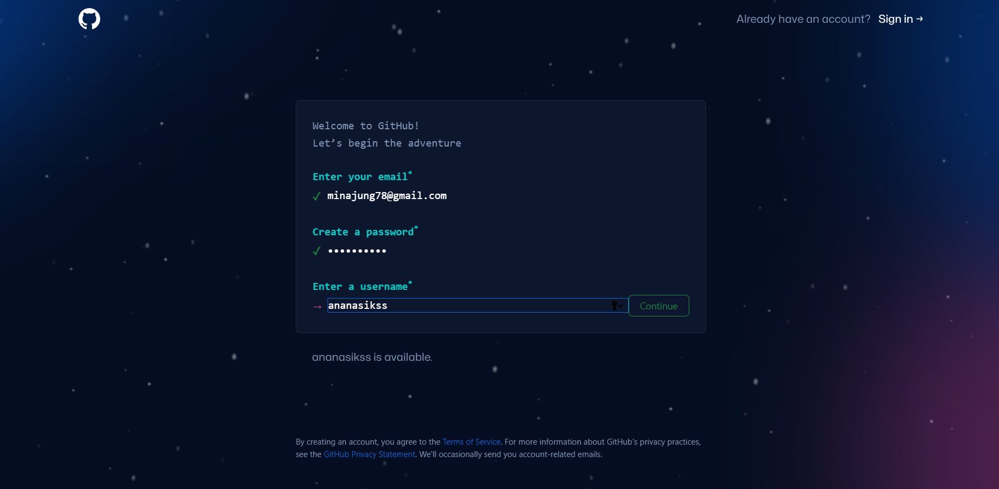 Already have an account? Sign in →
Welcome to GitHub!
Let’s begin the adventure
Enter your email*
✓ minajung78@gmail.com
Create a password*
✓ ••••••••••
Enter a username*
→ ananasikss Continue
ananasikss is available.
By creating an account, you agree to the Terms of Service. For more information about GitHub's privacy practices,
see the GitHub Privacy Statement. We'll occasionally send you account-related emails.